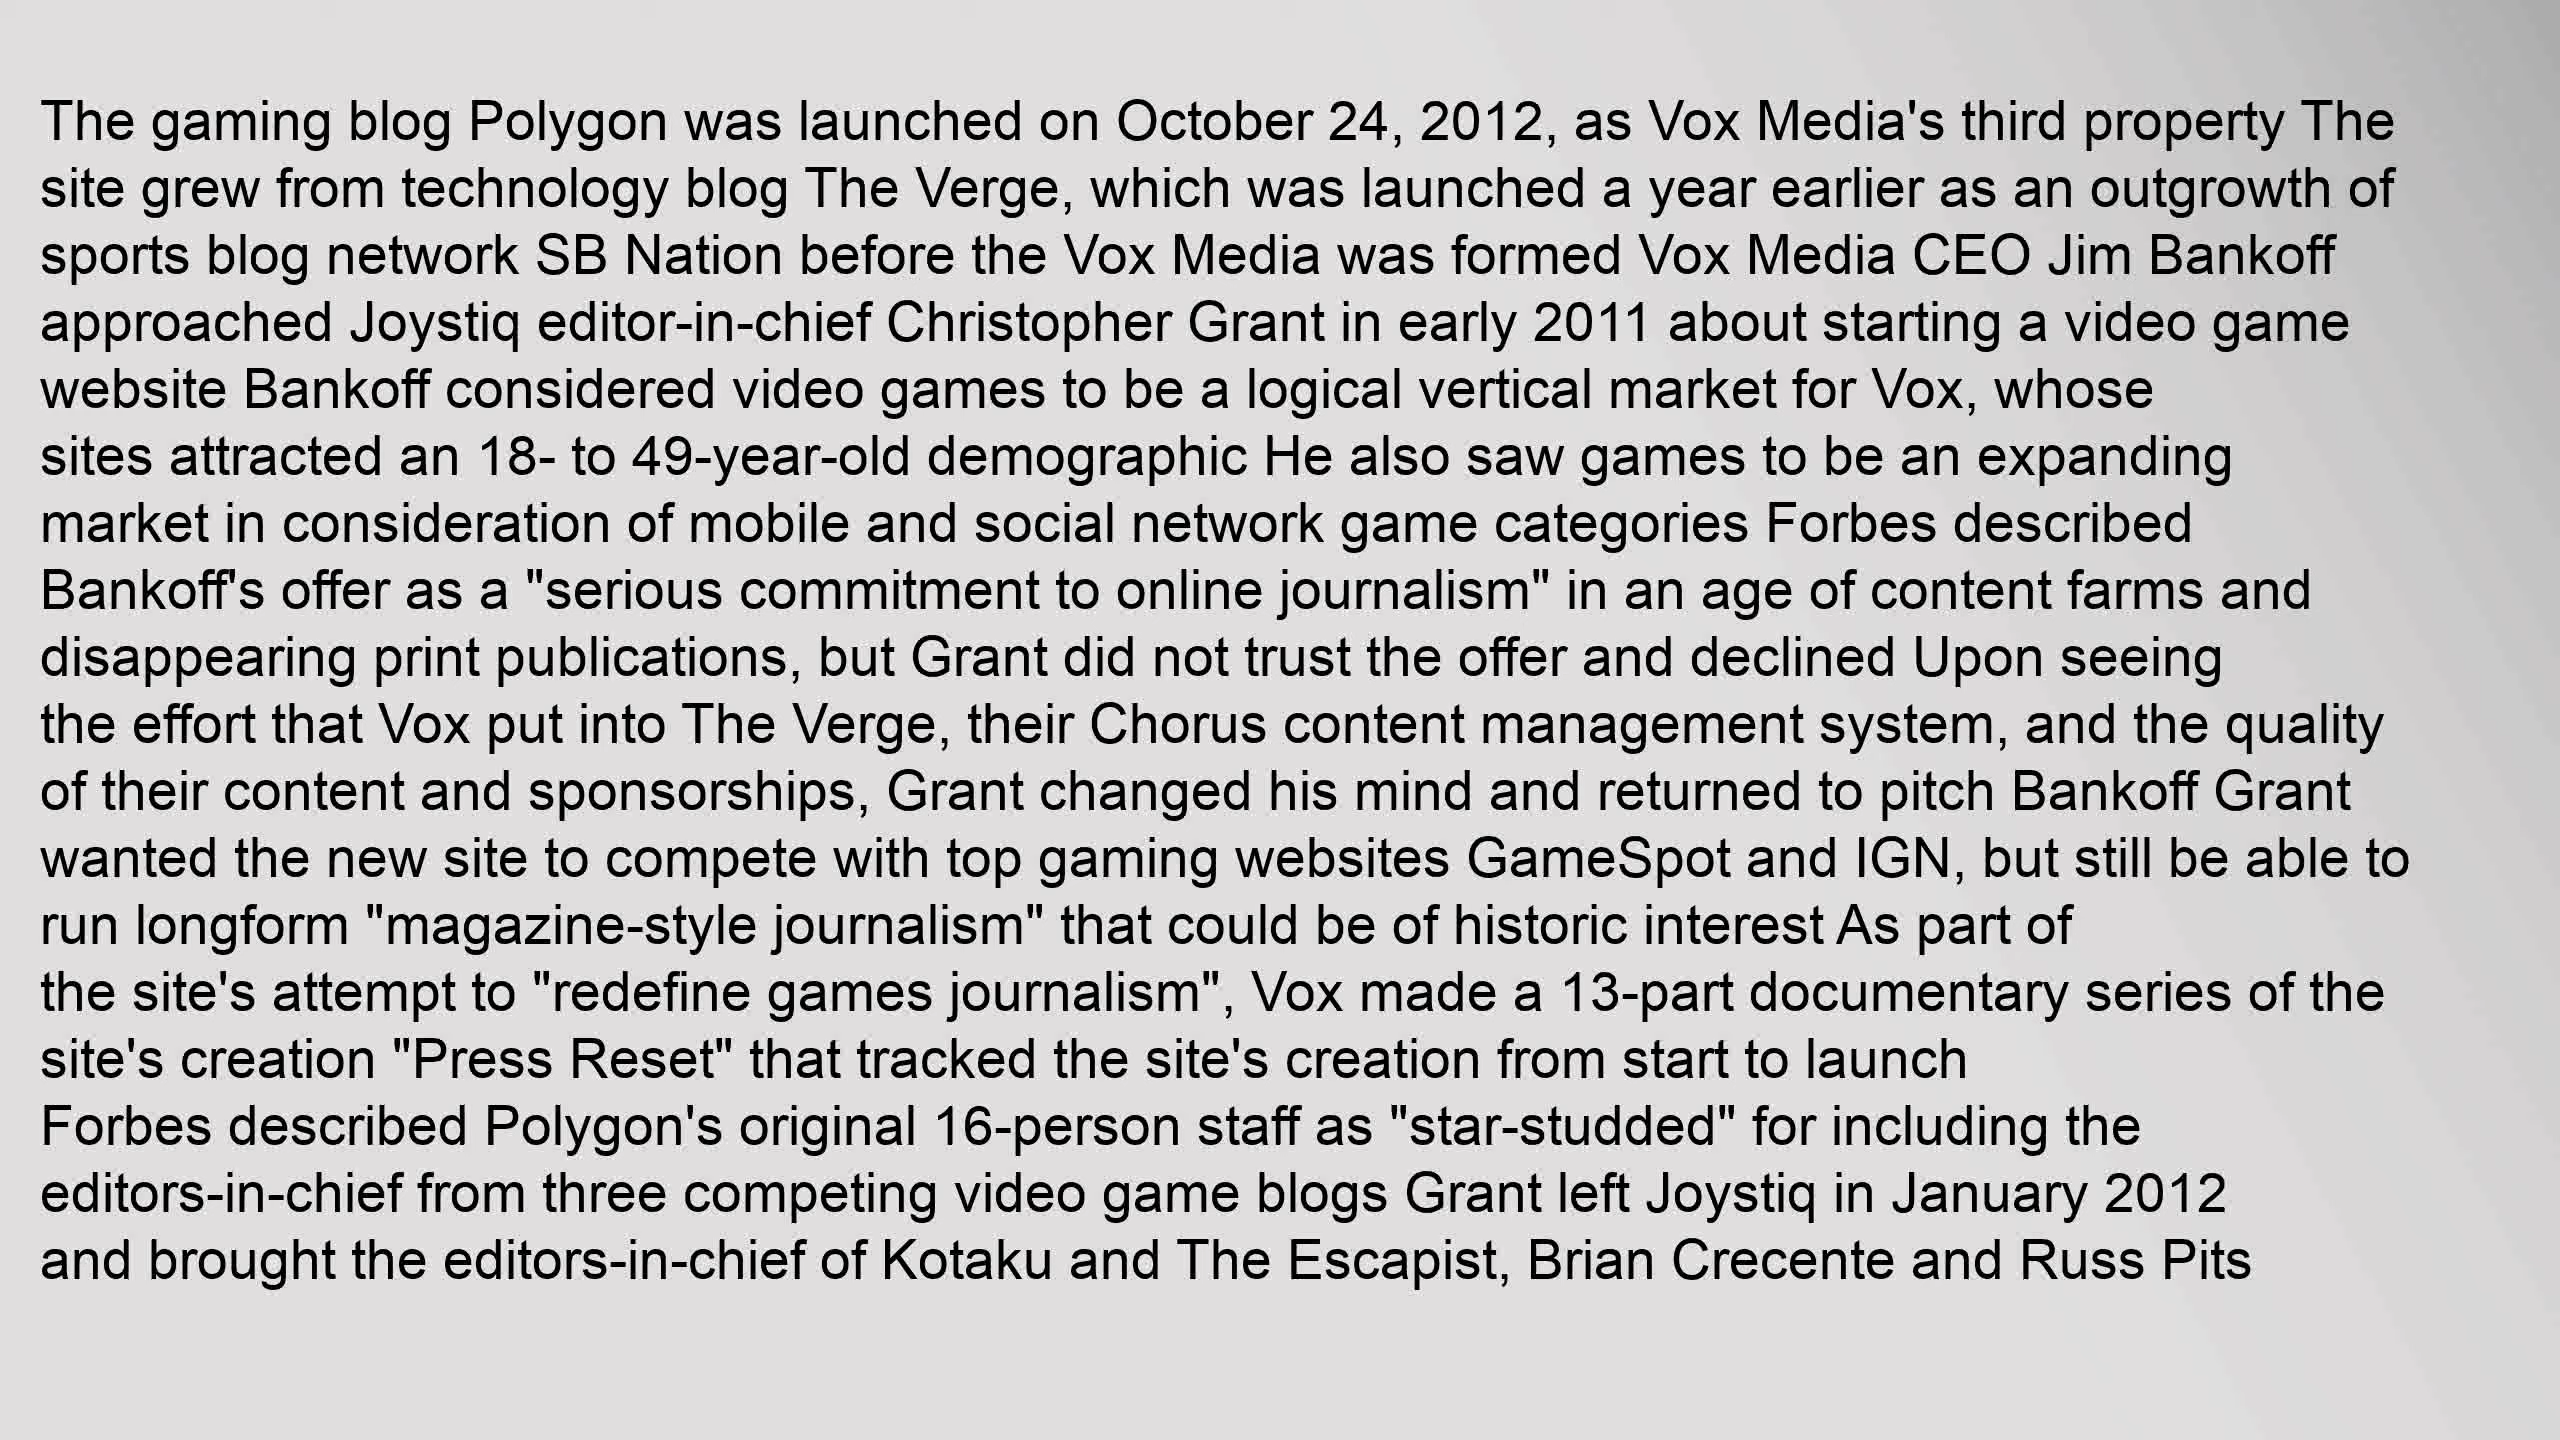 The gaming blog Polygon was launched on October 24, 2012, as Vox Media's third property The
site grew from technology blog The Verge, which was launched a year earlier as an outgrowth of
sports blog network SB Nation before the Vox Media was formed Vox Media CEO Jim Bankoff
approached Joystiq editor-in-chief Christopher Grant in early 2011 about starting a video game
website Bankoff considered video games to be a logical vertical market for Vox, whose
sites attracted an 18- to 49-year-old demographic He also saw games to be an expanding
market in consideration of mobile and social network game categories Forbes described
Bankoff's offer as a "serious commitment to online journalism" in an age of content farms and
disappearing print publications, but Grant did not trust the offer and declined Upon seeing
the effort that Vox put into The Verge, their Chorus content management system, and the quality
of their content and sponsorships, Grant changed his mind and returned to pitch Bankoff Grant
wanted the new site to compete with top gaming websites GameSpot and IGN, but still be able to
run longform "magazine-style journalism" that could be of historic interest As part of
the site's attempt to "redefine games journalism", Vox made a 13-part documentary series of the
site's creation "Press Reset" that tracked the site's creation from start to launch
Forbes described Polygon's original 16-person staff as "star-studded" for including the
editors-in-chief from three competing video game blogs Grant left Joystiq in January 2012
and brought the editors-in-chief of Kotaku and The Escapist, Brian Crecente and Russ Pits